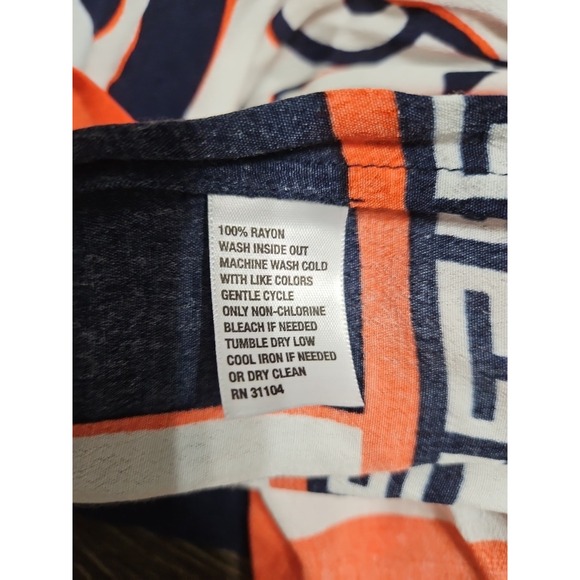 100% RAYON
WASH INSIDE OUT
MACHINE WASH COLD
WITH LIKE COLORS
GENTLE CYCLE
ONLY NON-CHLORINE
BLEACH IF NEEDED
TUMBLE DRY LOW
COOL IRON IF NEEDED
OR DRY CLEAN
RN 31104